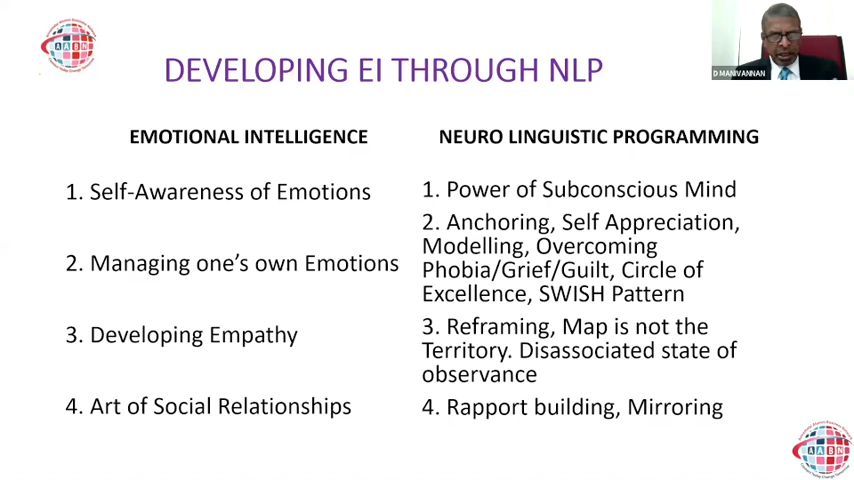 DEVELOPING EI THROUGH NLP
D MANIVANNAN
EMOTIONAL INTELLIGENCE
1. Self-Awareness of Emotions
2. Managing one's own Emotions
3. Developing Empathy
4. Art of Social Relationships
NEURO LINGUISTIC PROGRAMMING
1. Power of Subconscious Mind
2. Anchoring, Self Appreciation,
Modelling, Overcoming
Phobia/Grief/Guilt, Circle of
Excellence, SWISH Pattern
3. Reframing, Map is not the
Territory. Disassociated state of
observance
4. Rapport building, Mirroring
AABN
AABN